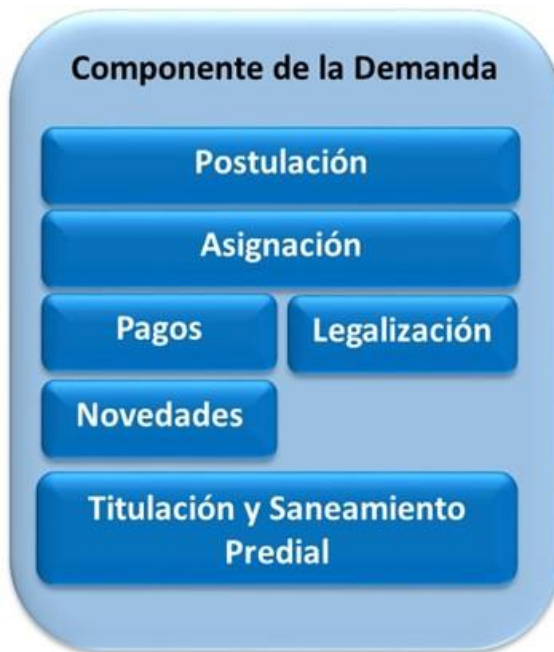 Componente de la Demanda
Postulación
Asignación
Pagos
Legalización
Novedades
Titulación y Saneamiento
Predial